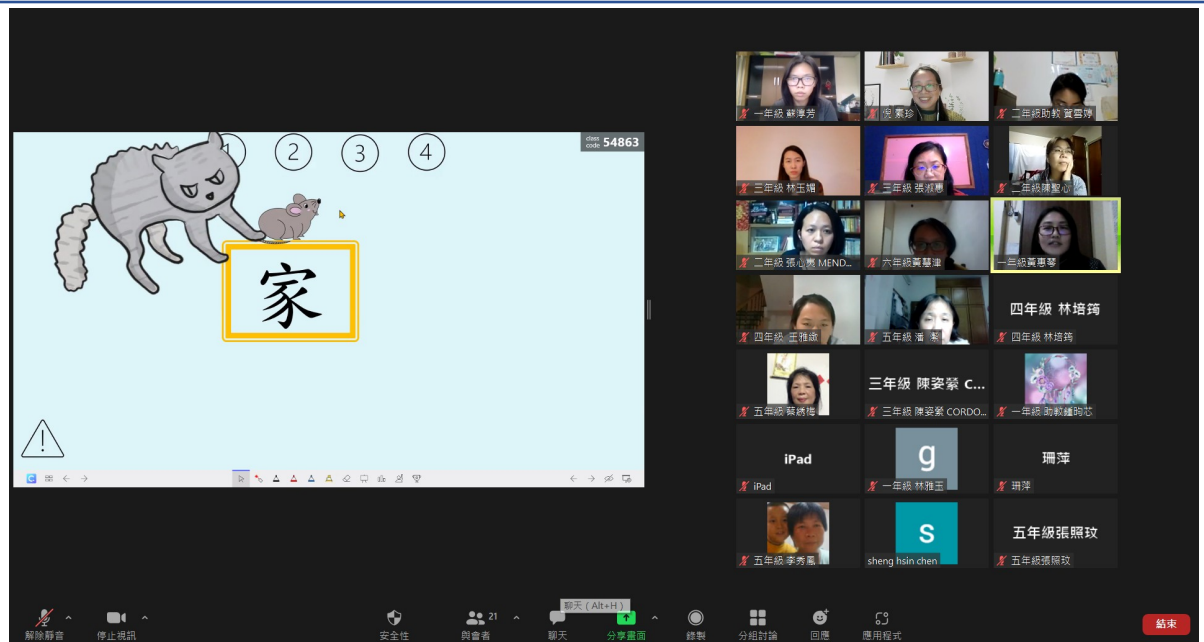 1
2
3
4
class code 54863
家
一年級 蘇淳芳
倪素珍
二年級助教 賀雪婷
三年級 林玉媚
三年級 張淑惠
二年級陳聖心
二年級 張心惠 MEND...
六年級黃慧津
一年級黃惠琴
四年級 王雅緻
五年級潘 潔
四年級 林培筠
四年級 林培筠
五年級 蔡綉梅
三年級 陳姿縈 C...
三年級 陳姿縈 CORDO...
一年級 助教鍾昀芯
iPad
iPad
g
一年級 林雅玉
珊萍
珊萍
五年級 李秀鳳
s
sheng hsin chen
五年級張照玟
五年級張照玟
聊天 ( Alt+H )
解除靜音
停止視訊
安全性
21
與會者
聊天
分享畫面
錄製
分組討論
回應
應用程式
結束